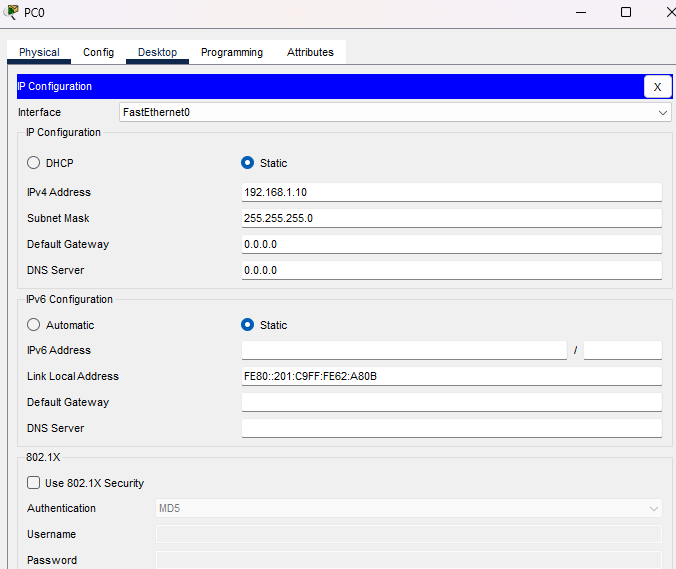 PC0
Physical Config Desktop Programming Attributes
IP Configuration X
Interface FastEthernet0
IP Configuration
DHCP Static
IPv4 Address 192.168.1.10
Subnet Mask 255.255.255.0
Default Gateway 0.0.0.0
DNS Server 0.0.0.0
IPv6 Configuration
Automatic Static
IPv6 Address /
Link Local Address FE80::201:C9FF:FE62:A80B
Default Gateway
DNS Server
802.1X
Use 802.1X Security
Authentication MD5
Username
Password